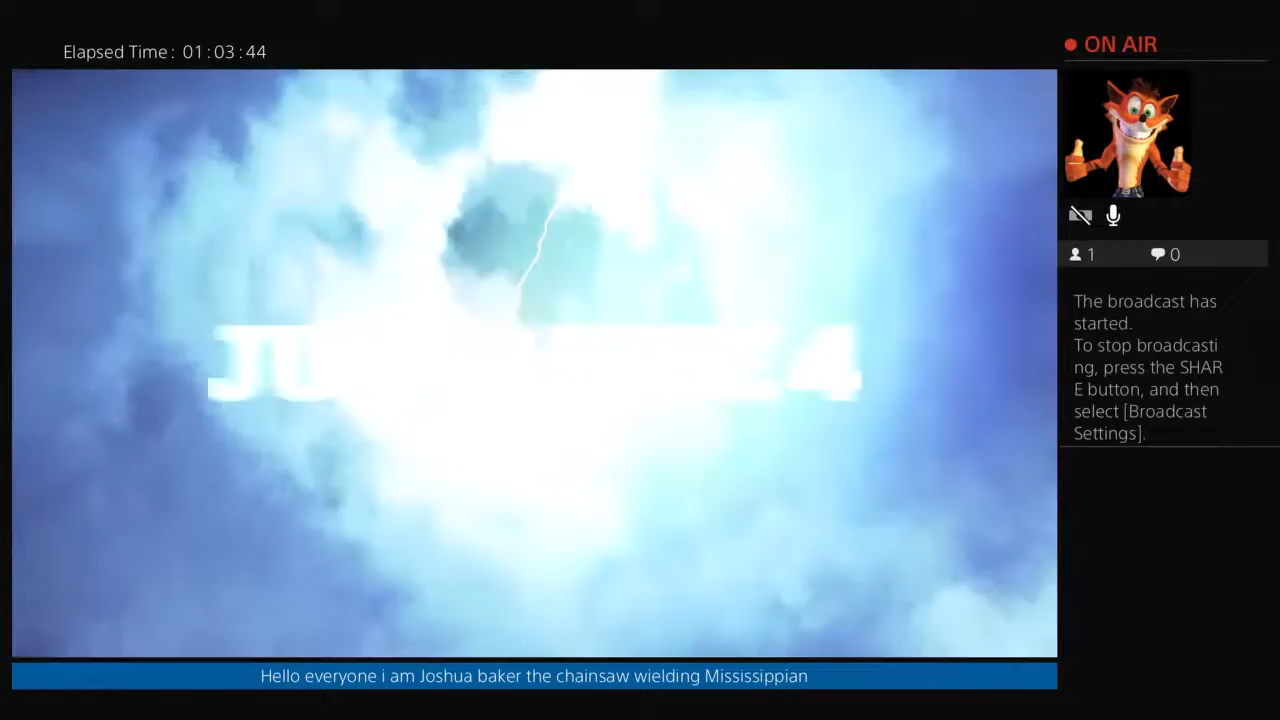 Elapsed Time: 01:03:44
ON AIR
1 0
The broadcast has
started.
To stop broadcasti
ng, press the SHAR
E button, and then
select [Broadcast
Settings].
4
Hello everyone i am Joshua baker the chainsaw wielding Mississippian